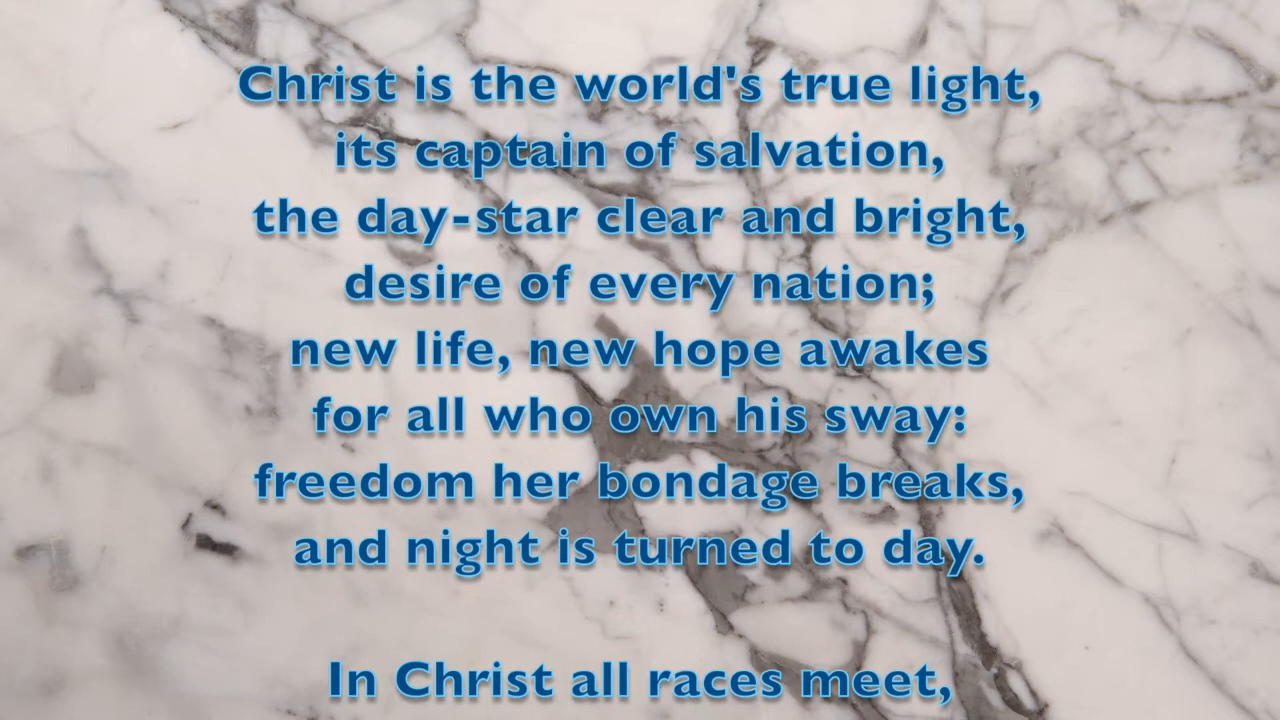 Christ is the world's true light,
its captain of salvation,
the day-star clear and bright,
desire of every nation;
new life, new hope awakes
for all who own his sway:
freedom her bondage breaks,
and night is turned to day.
In Christ all races meet,